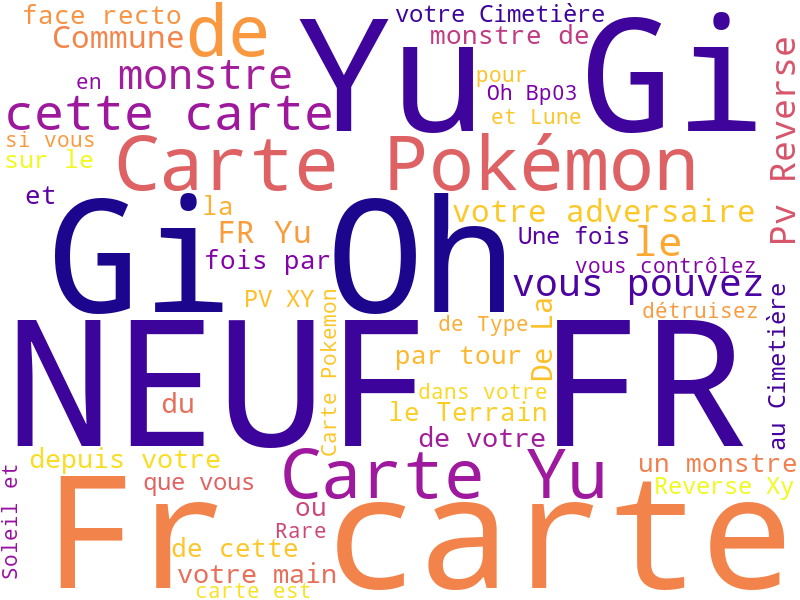 face recto
de
votre Cimetière
Commune
Yu Gi
monstre de
en monstre
pour
Oh Bp03
cette carte
et Lune
si vous
sur le
Carte Pokémon
Pv Reverse
et
la
votre adversaire
FR Yu
Gi Oh
Une fois
le
fois par
vous contrôlez
vous pouvez
PV XY
détruisez
de Type
De La
Carte Pokemon
par tour
au Cimetière
NEUF FR
dans votre
du
le Terrain
de votre
depuis votre
Carte Yu
un monstre
que vous
Reverse Xy
Soleil et
Fr carte
ou
Rare
de cette
votre main
carte est